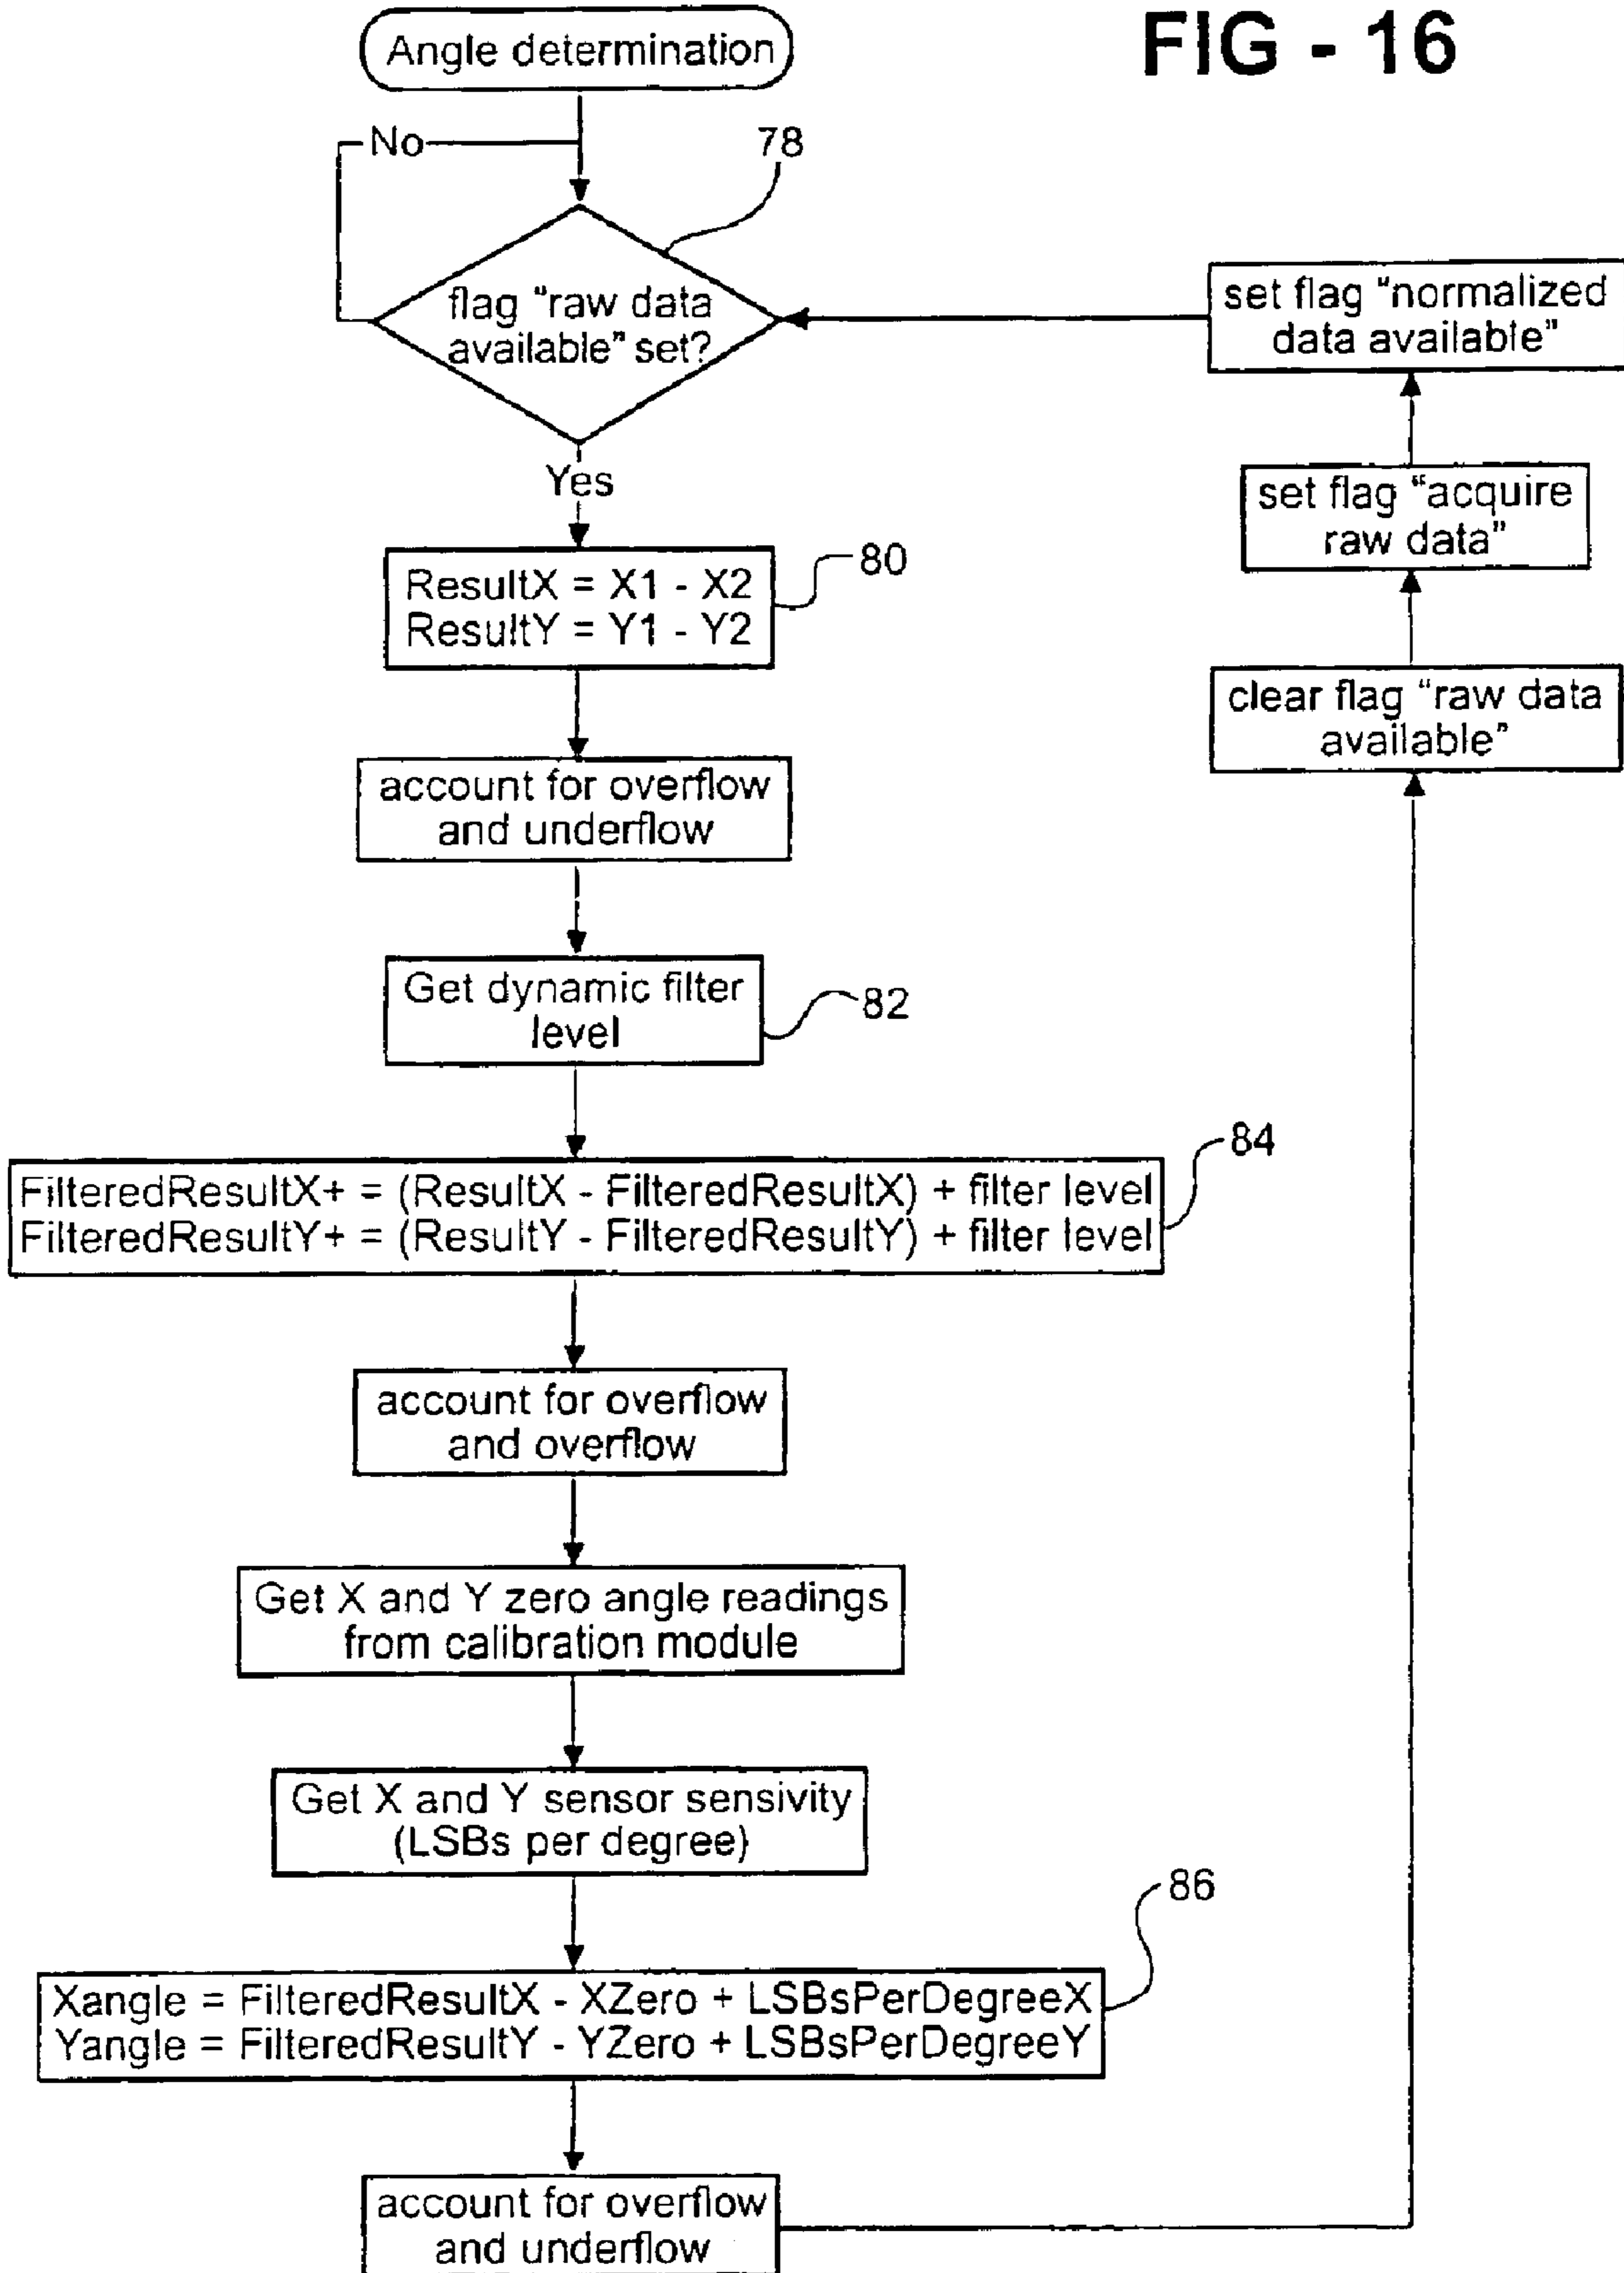 FIG - 16
Angle determination
No
78
flag “raw data
available” set?
Yes
ResultX = X1 - X2
ResultY = Y1 - Y2
80
account for overflow
and underflow
Get dynamic filter
level
82
84
FilteredResultX+ = (ResultX - FilteredResultX) + filter level
FilteredResultY+ = (ResultY - FilteredResultY) + filter level
account for overflow
and overflow
Get X and Y zero angle readings
from calibration module
Get X and Y sensor sensivity
(LSBs per degree)
86
Xangle = FilteredResultX - XZero + LSBsPerDegreeX
Yangle = FilteredResultY - YZero + LSBsPerDegreeY
account for overflow
and underflow
clear flag “raw data
available”
set flag “acquire
raw data”
set flag “normalized
data available”